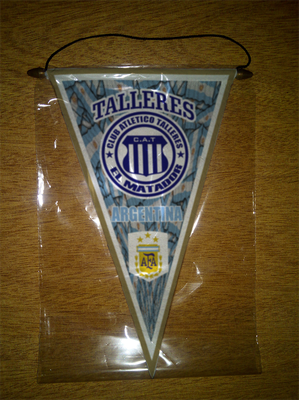 TALLERES
CLUB ATLETICO TALLERES
C.A.T
EL MATADOR
ARGENTINA
AFA